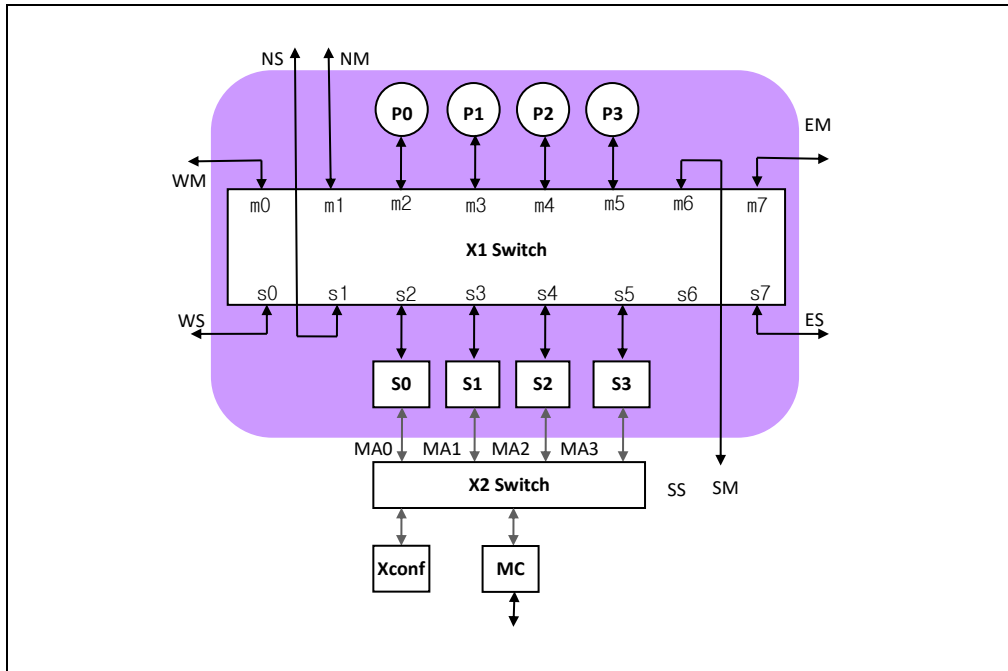 NS NM
P0 P1 P2 P3
EM
WM
m0 m1 m2 m3 m4 m5 m6 m7
X1 Switch
s0 s1 s2 s3 s4 s5 s6 s7
WS ES
S0 S1 S2 S3
MA0 MA1 MA2 MA3
X2 Switch
SS SM
Xconf MC